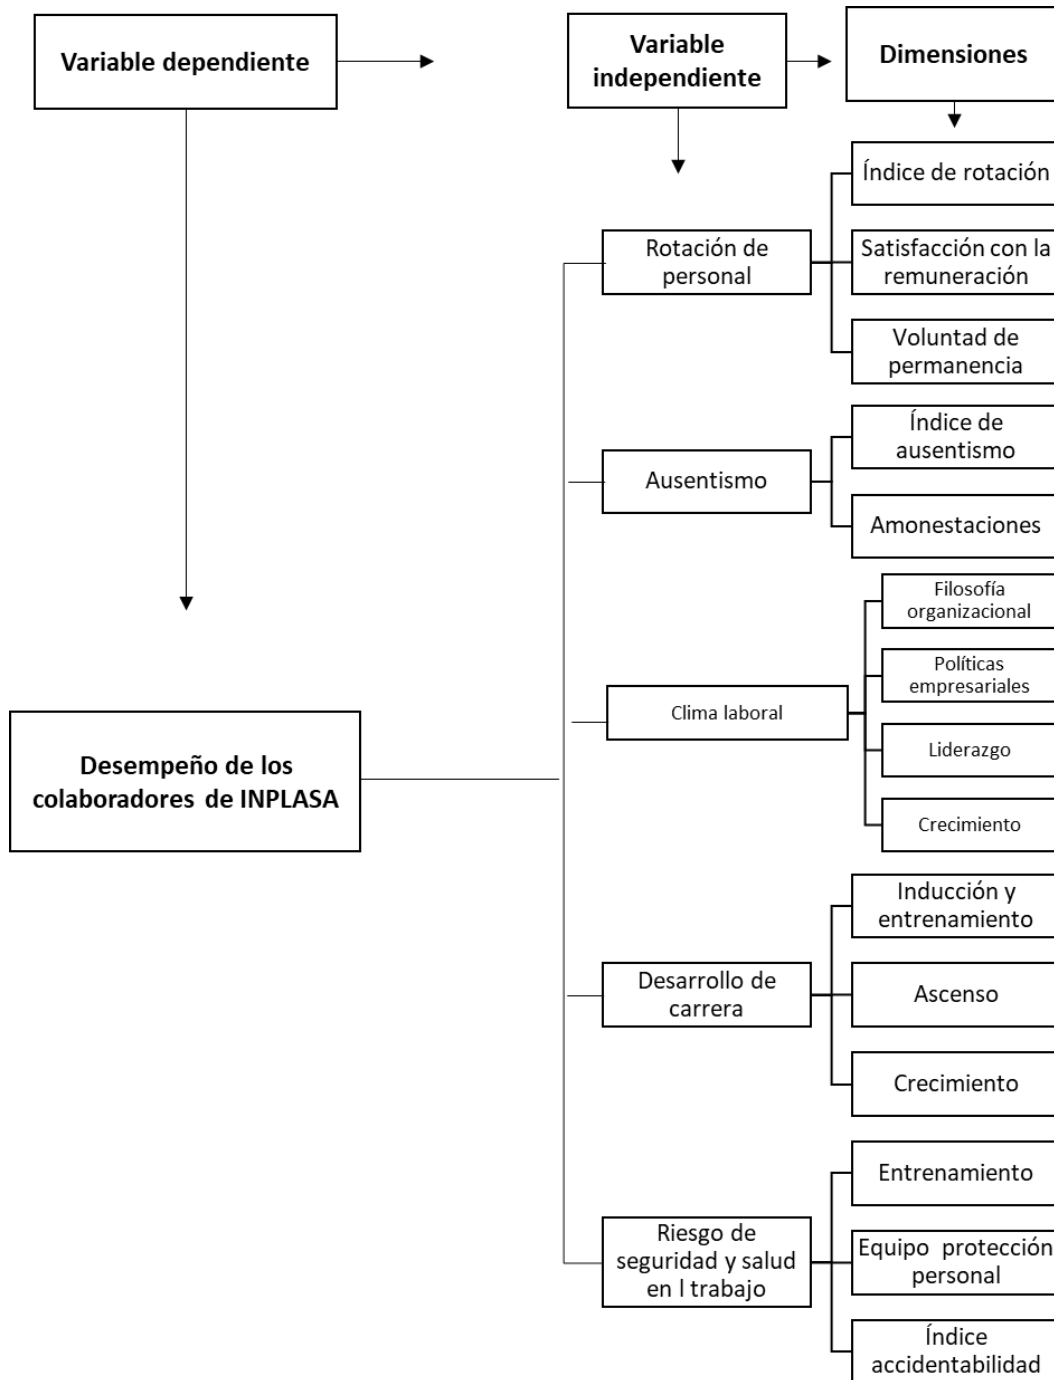 Variable dependiente
Variable
independiente
Dimensiones
Índice de rotación
Rotación de
personal
Satisfacción con la
remuneración
Voluntad de
permanencia
Índice de
ausentismo
Ausentismo
Amonestaciones
Filosofía
organizacional
Políticas
empresariales
Clima laboral
Liderazgo
Crecimiento
Desempeño de los
colaboradores de INPLASA
Inducción y
entrenamiento
Desarrollo de
carrera
Ascenso
Crecimiento
Entrenamiento
Riesgo de
seguridad y salud
en l trabajo
Equipo protección
personal
Índice
accidentabilidad